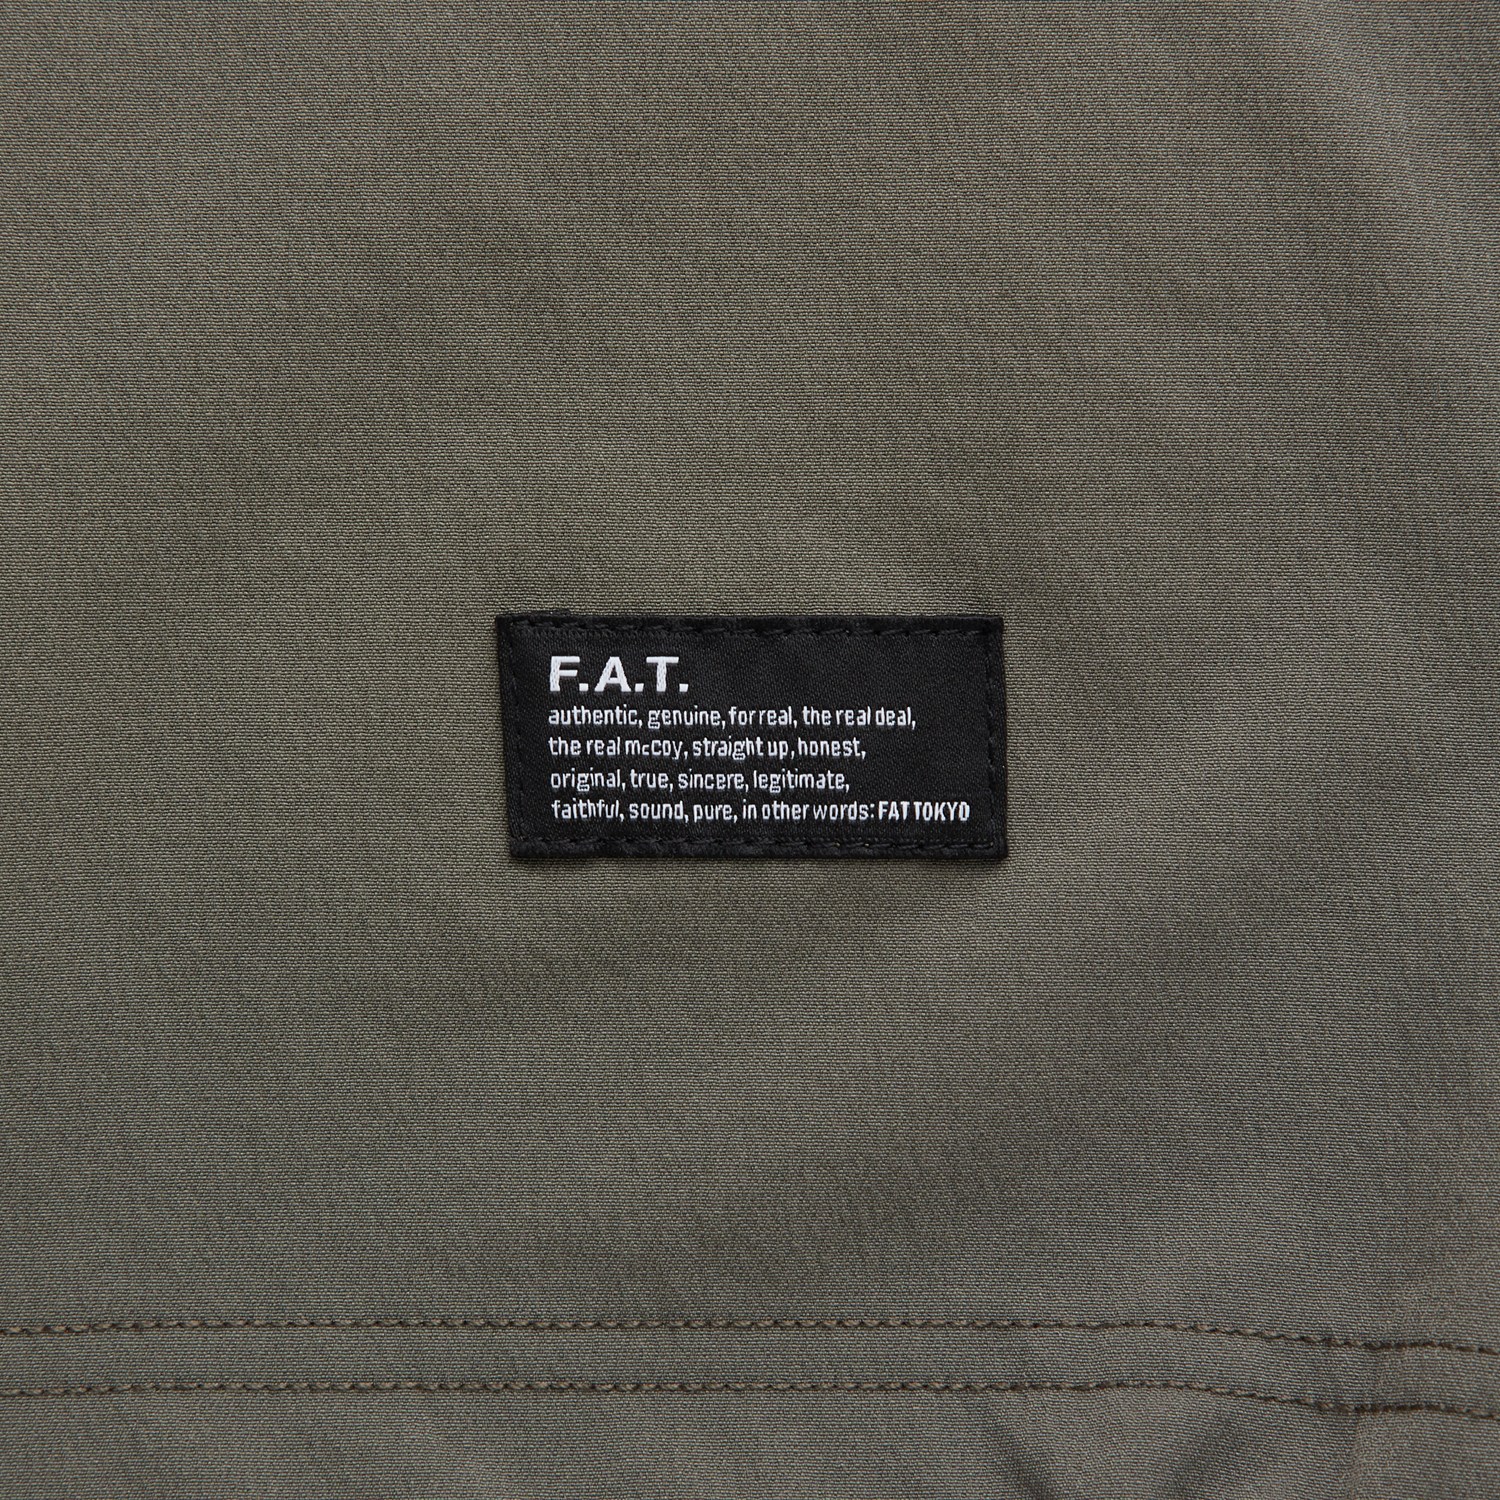 F.A.T.
authentic, genuine, for real, the real deal,
the real mccoy, straight up, honest,
original, true, sincere, legitimate,
faithful, sound, pure, in other words: FAT TOKYO